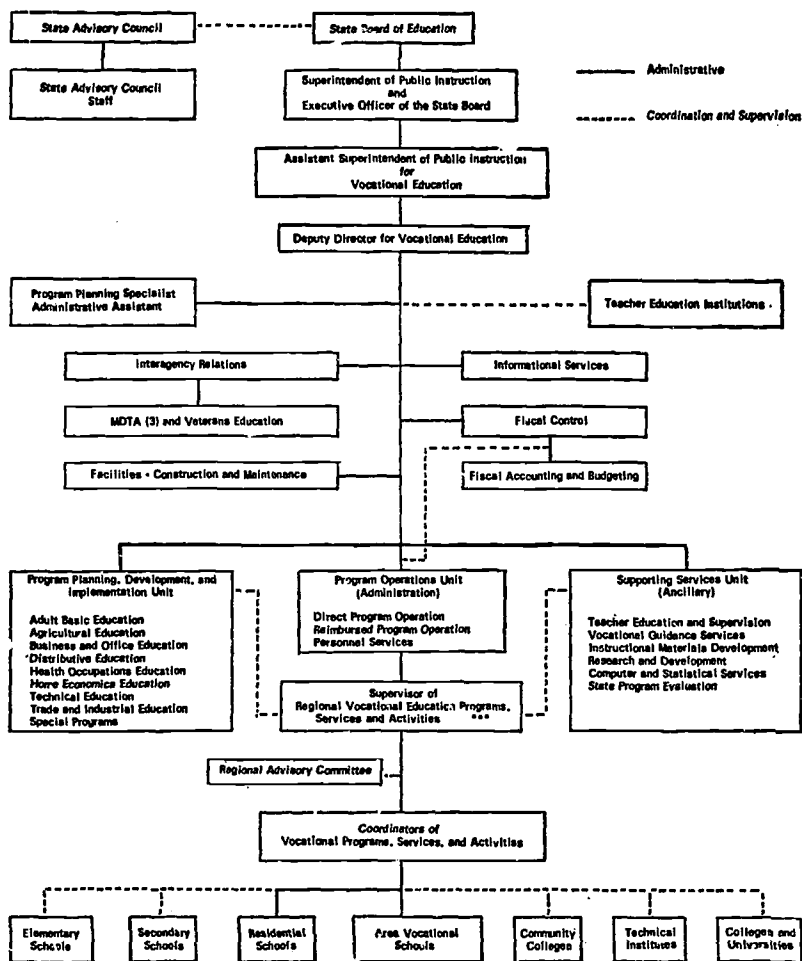 State Advisory Council
State Board of Education
State Advisory Council
Staff
Superintendent of Public Instruction
and
Executive Officer of the State Board
Administrative
Coordination and Supervision
Assistant Superintendent of Public Instruction
for
Vocational Education
Deputy Director for Vocational Education
Program Planning Specialist
Administrative Assistant
Teacher Education Institutions
Interagency Relations
Informational Services
MDTA (3) and Veterans Education
Fiscal Control
Facilities - Construction and Maintenance
Fiscal Accounting and Budgeting
Program Planning, Development, and
Implementation Unit
Adult Basic Education
Agricultural Education
Business and Office Education
Distributive Education
Health Occupations Education
Home Economics Education
Technical Education
Trade and Industrial Education
Special Programs
Program Operations Unit
(Administration)
Direct Program Operation
Reimbursed Program Operation
Personnel Services
Supporting Services Unit
(Ancillary)
Teacher Education and Supervision
Vocational Guidance Services
Instructional Materials Development
Research and Development
Computer and Statistical Services
State Program Evaluation
Supervisor of
Regional Vocational Education Programs,
Services and Activities ***
Regional Advisory Committee
Coordinators of
Vocational Programs, Services, and Activities
Elementary
Schools
Secondary
Schools
Residential
Schools
Area Vocational
Schools
Community
Colleges
Technical
Institutes
Colleges and
Universities